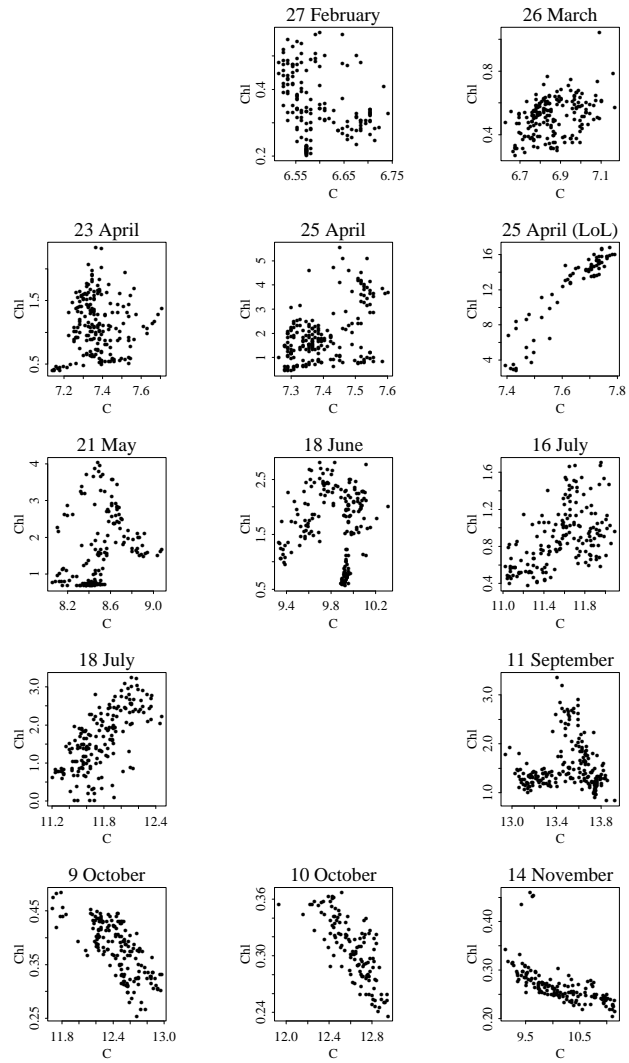 27 February
Chl
0.2 0.4
6.55 6.65 6.75
C
26 March
Chl
0.4 0.8
6.7 6.9 7.1
C
23 April
Chl
0.5 1.5
7.2 7.4 7.6
C
25 April
Chl
1 2 3 4 5
7.3 7.4 7.5 7.6
C
25 April (LoL)
Chl
4 8 12 16
7.4 7.6 7.8
C
21 May
Chl
1 2 3 4
8.2 8.6 9.0
C
18 June
Chl
0.5 1.5 2.5
9.4 9.8 10.2
C
16 July
Chl
0.4 0.8 1.2 1.6
11.0 11.4 11.8
C
18 July
Chl
0.0 1.0 2.0 3.0
11.2 11.8 12.4
C
11 September
Chl
1.0 2.0 3.0
13.0 13.4 13.8
C
9 October
Chl
0.25 0.35 0.45
11.8 12.4 13.0
C
10 October
Chl
0.24 0.30 0.36
12.0 12.4 12.8
C
14 November
Chl
0.20 0.30 0.40
9.5 10.5
C